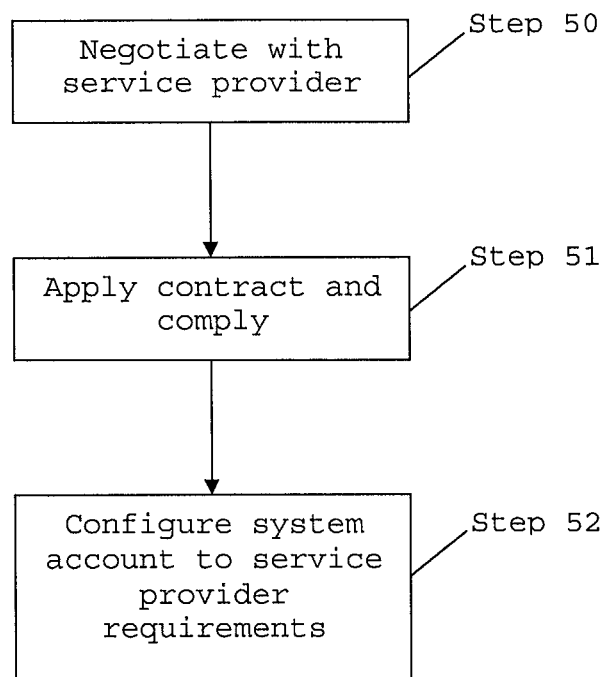 Step 50
Negotiate with
service provider
Step 51
Apply contract and
comply
Step 52
Configure system
account to service
provider
requirements